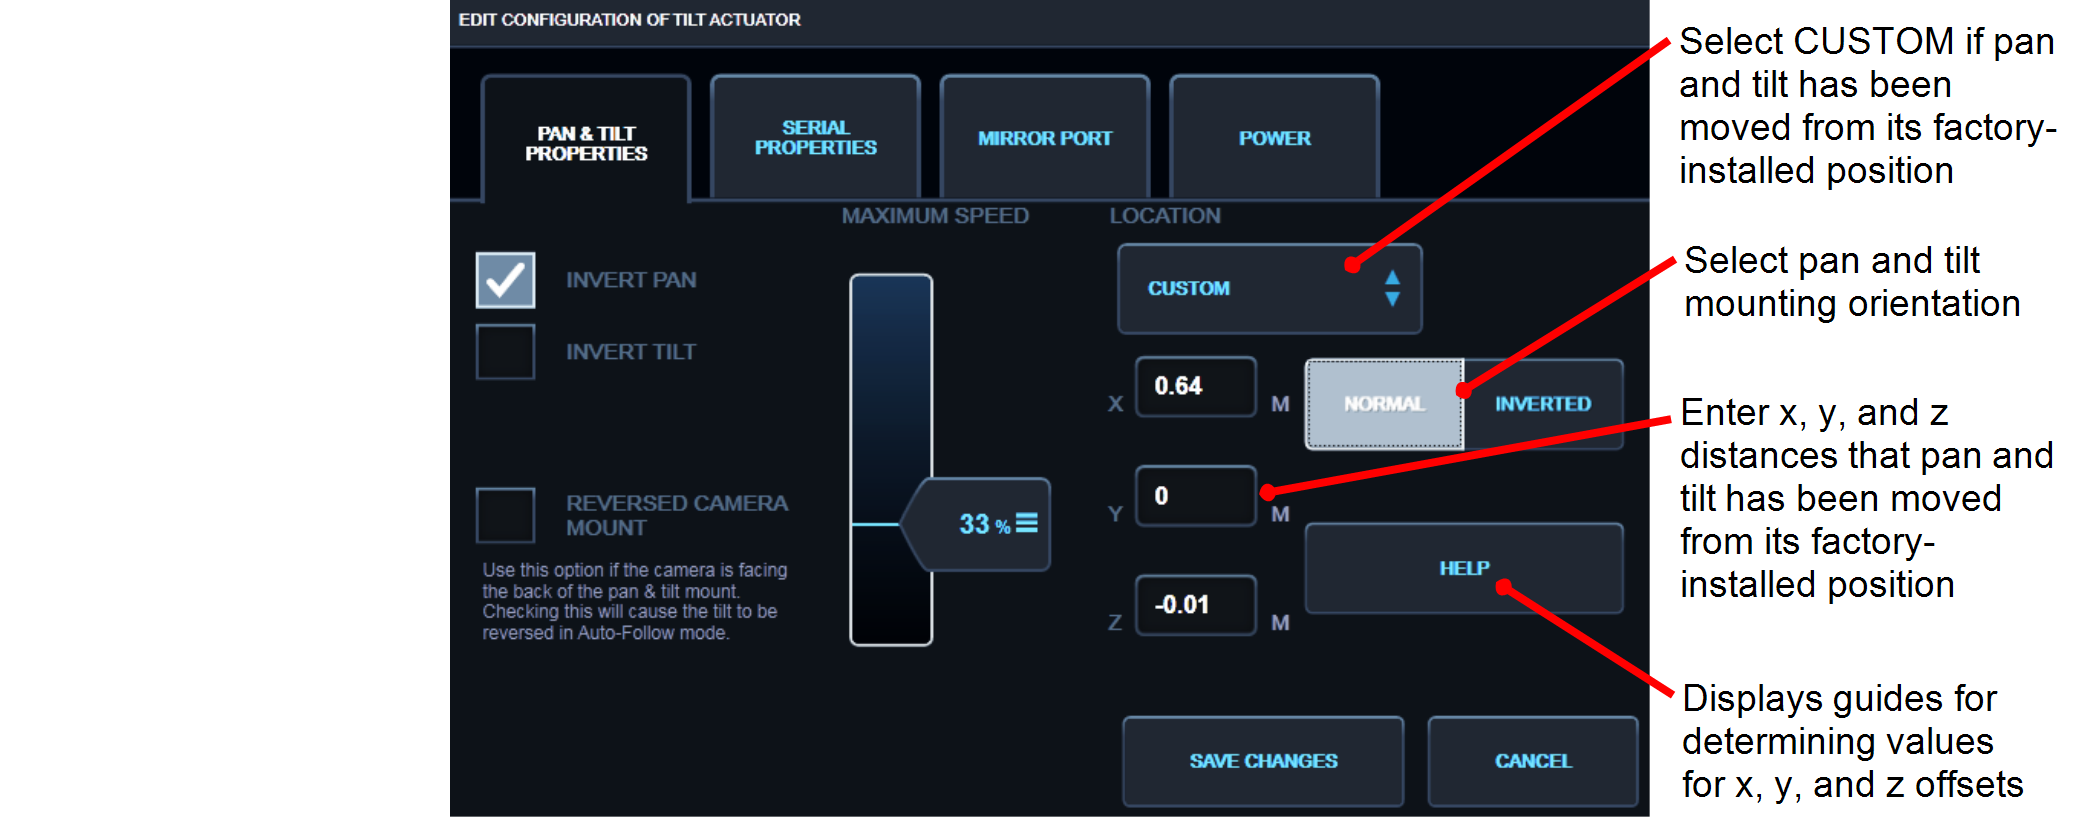 EDIT CONFIGURATION OF TILT ACTUATOR
PAN & TILT
PROPERTIES
SERIAL
PROPERTIES
MIRROR PORT
POWER
MAXIMUM SPEED
LOCATION
INVERT PAN
INVERT TILT
REVERSED CAMERA
MOUNT
Use this option if the camera is facing
the back of the pan & tilt mount.
Checking this will cause the tilt to be
reversed in Auto-Follow mode.
33 %
CUSTOM
X 0.64 M
NORMAL
INVERTED
Y 0 M
HELP
Z -0.01 M
SAVE CHANGES
CANCEL
Select CUSTOM if pan
and tilt has been
moved from its factory-
installed position
Select pan and tilt
mounting orientation
Enter x, y, and z
distances that pan and
tilt has been moved
from its factory-
installed position
Displays guides for
determining values
for x, y, and z offsets